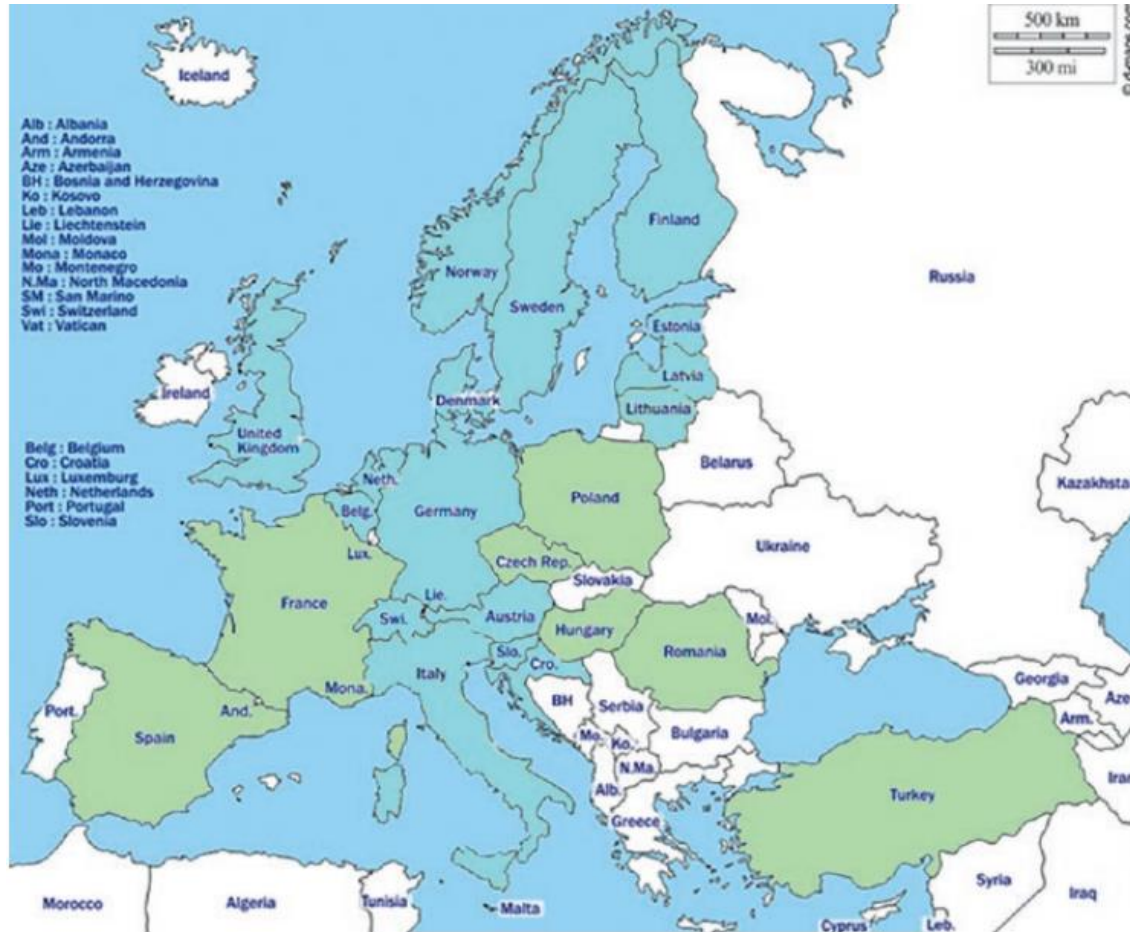 500 km
300 mi
© d-maps.com
Iceland
Alb : Albania
And : Andorra
Arm : Armenia
Aze : Azerbaijan
BH : Bosnia and Herzegovina
Ko : Kosovo
Leb : Lebanon
Lie : Liechtenstein
Mol : Moldova
Mona : Monaco
Mo : Montenegro
N.Ma : North Macedonia
SM : San Marino
Swi : Switzerland
Vat : Vatican
Finland
Norway
Russia
Sweden
Estonia
Latvia
Ireland
Denmark
Lithuania
United
Kingdom
Belg : Belgium
Cro : Croatia
Lux : Luxemburg
Neth : Netherlands
Port : Portugal
Slo : Slovenia
Neth.
Belarus
Kazakhsta
Poland
Belg.
Germany
Ukraine
Lux.
Czech Rep.
Slovakia
France
Lie.
Swi.
Austria
Mol.
Hungary
Slo.
Romania
Cro.
Italy
Georgia
Mona.
BH
Serbia
Aze
Port.
And.
Arm.
Spain
Mo.
Ko.
Bulgaria
N.Ma.
Iran
Alb.
Turkey
Greece
Syria
Iraq
Morocco
Algeria
Tunisia
Malta
Cyprus
Leb.